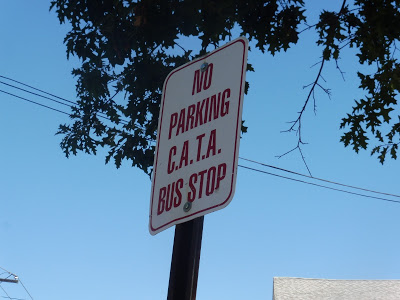 NO
PARKING
C.A.T.A.
BUS STOP